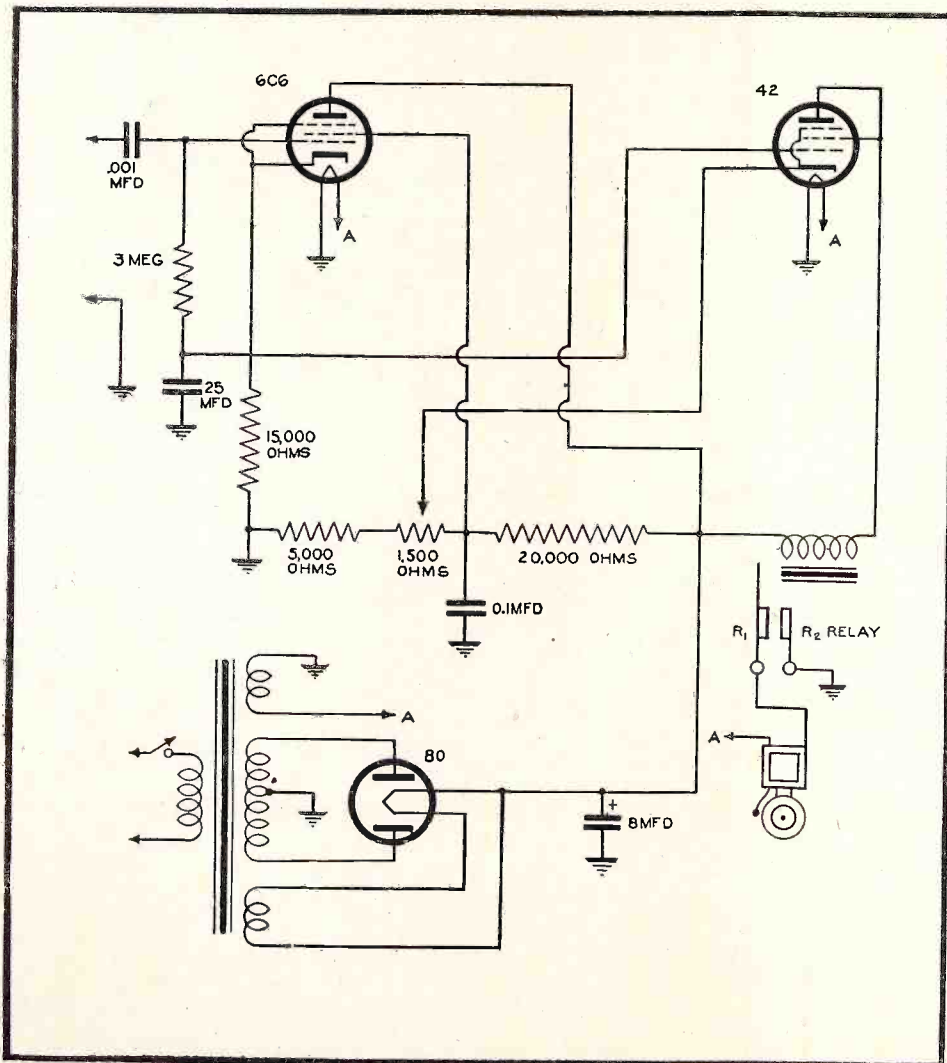 6C6
42
.001
MFD
A
A
3 MEG
25
MFD
15,000
OHMS
5,000
OHMS
1,500
OHMS
20,000 OHMS
0.1MFD
R1
R2 RELAY
A
A
80
+
8MFD